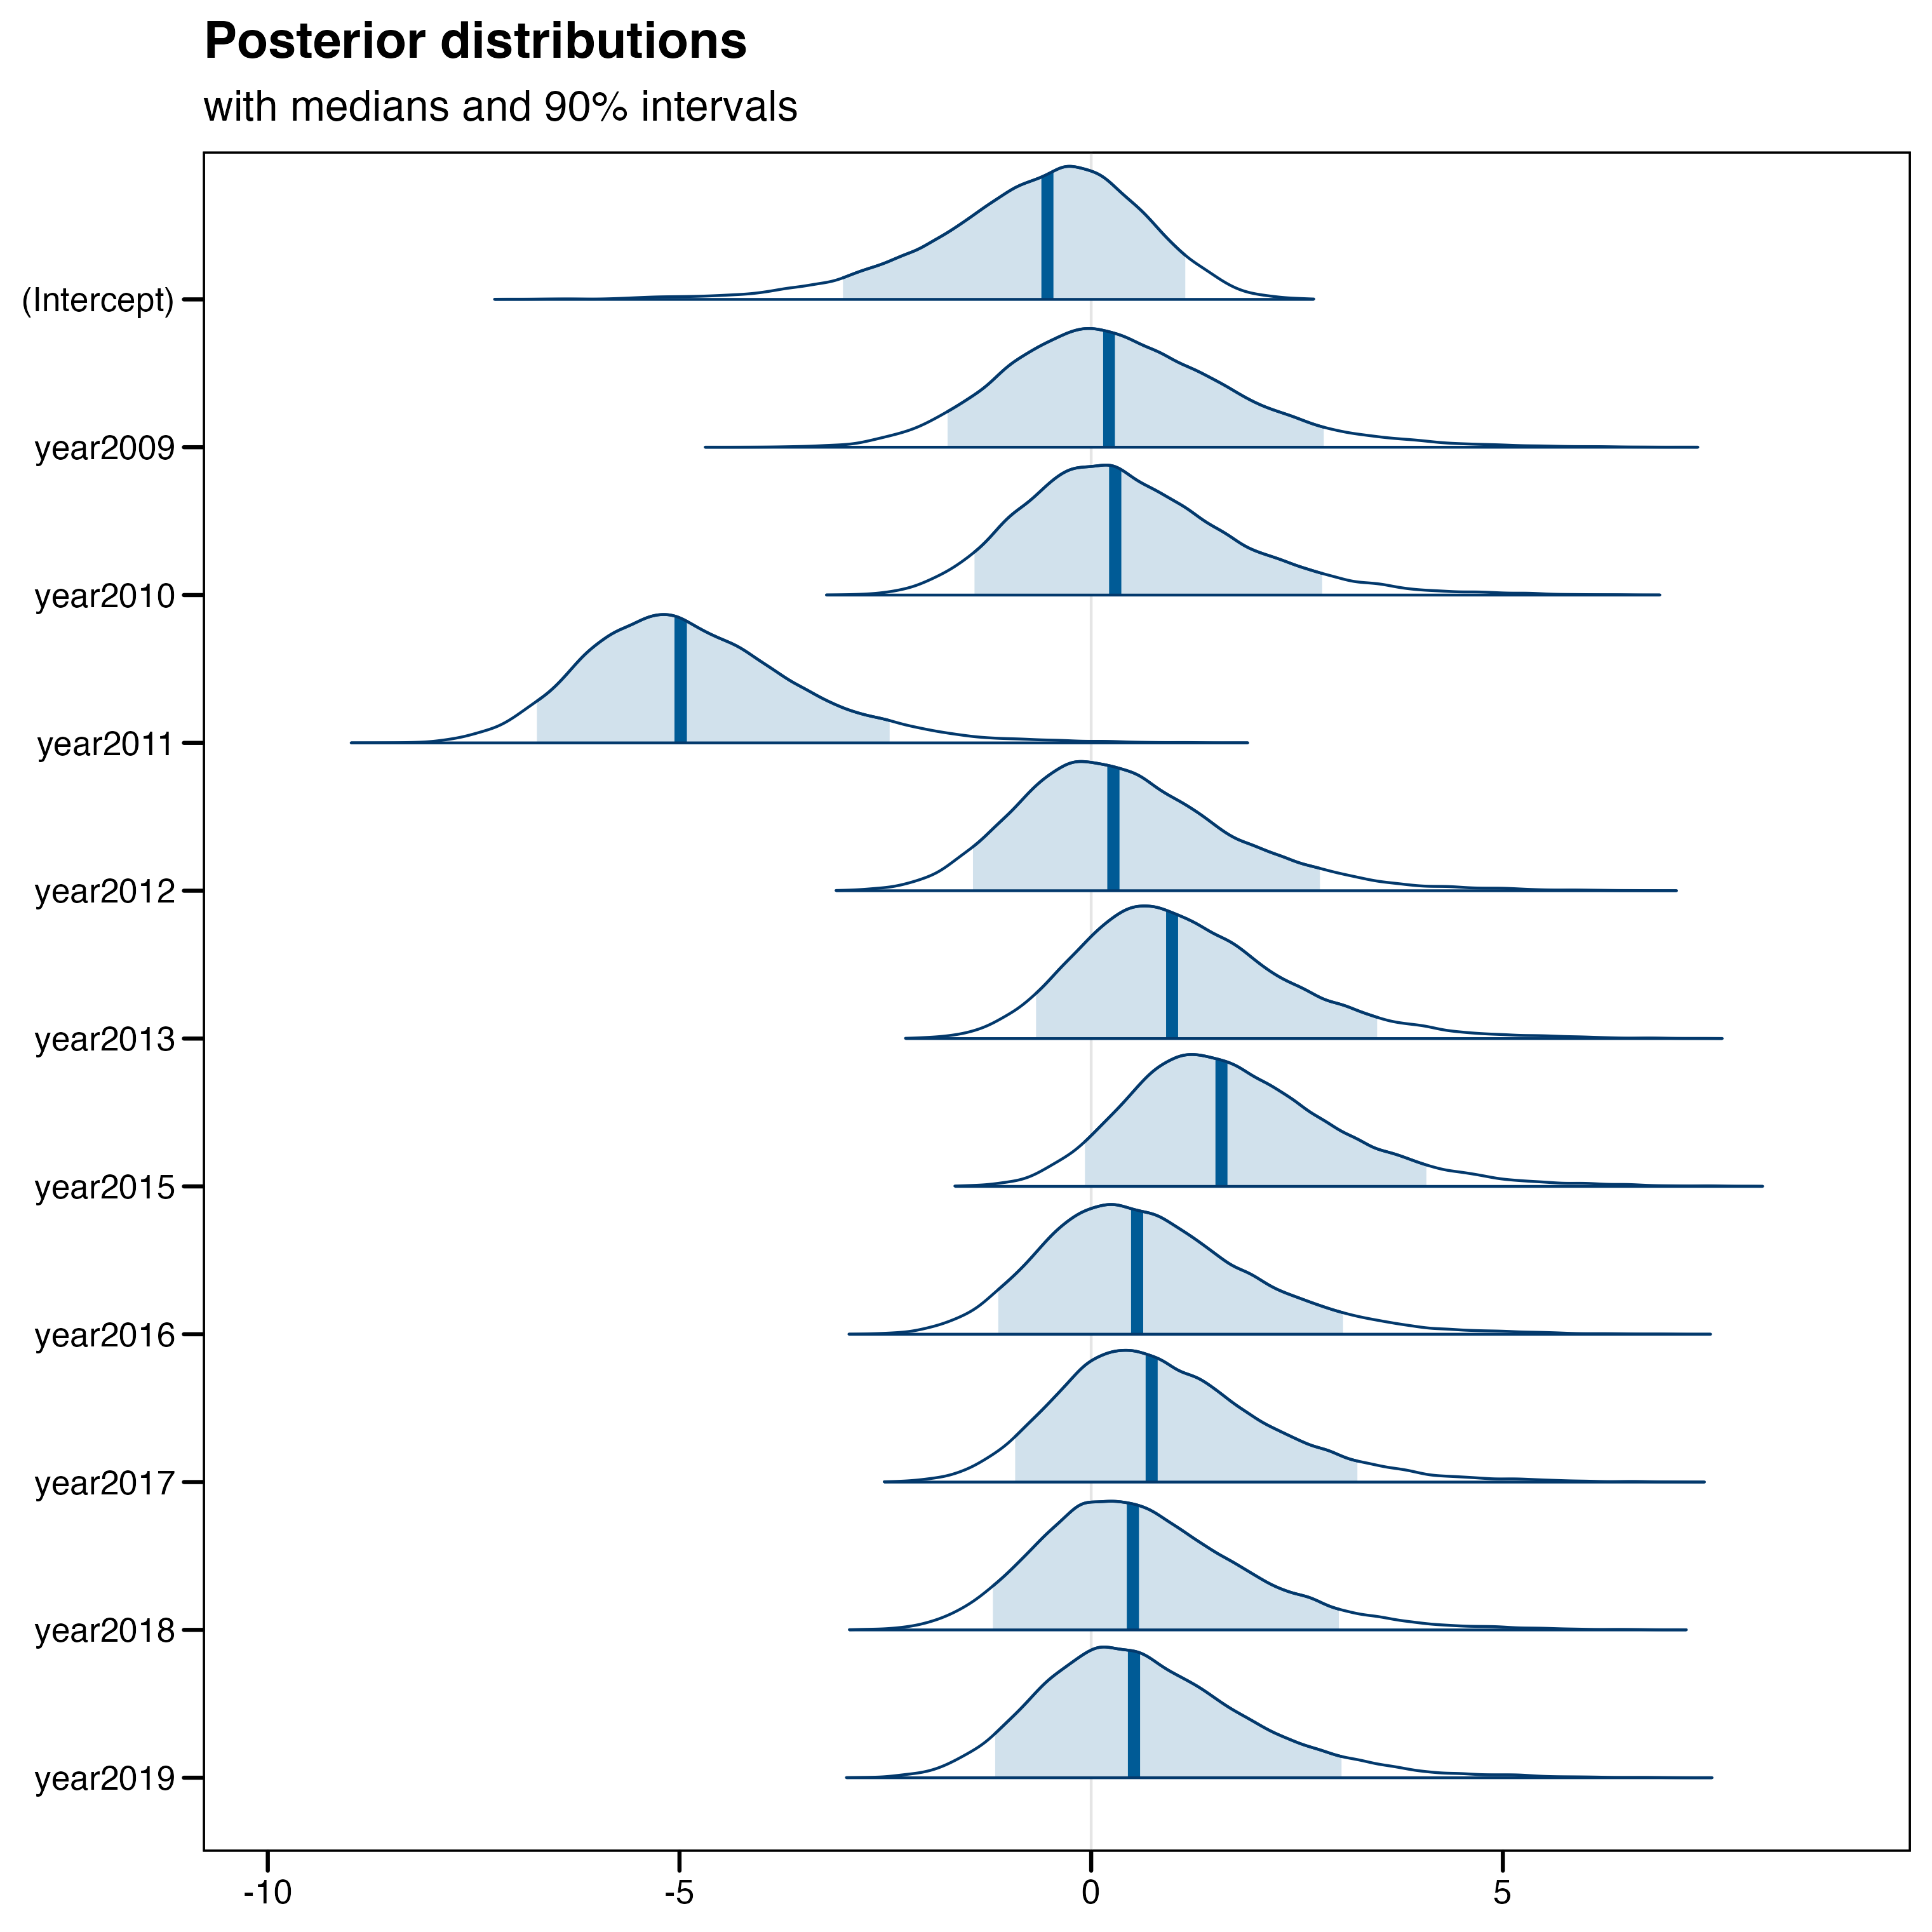 Posterior distributions
with medians and 90% intervals
(Intercept)
year2009
year2010
year2011
year2012
year2013
year2015
year2016
year2017
year2018
year2019
-10 -5 0 5